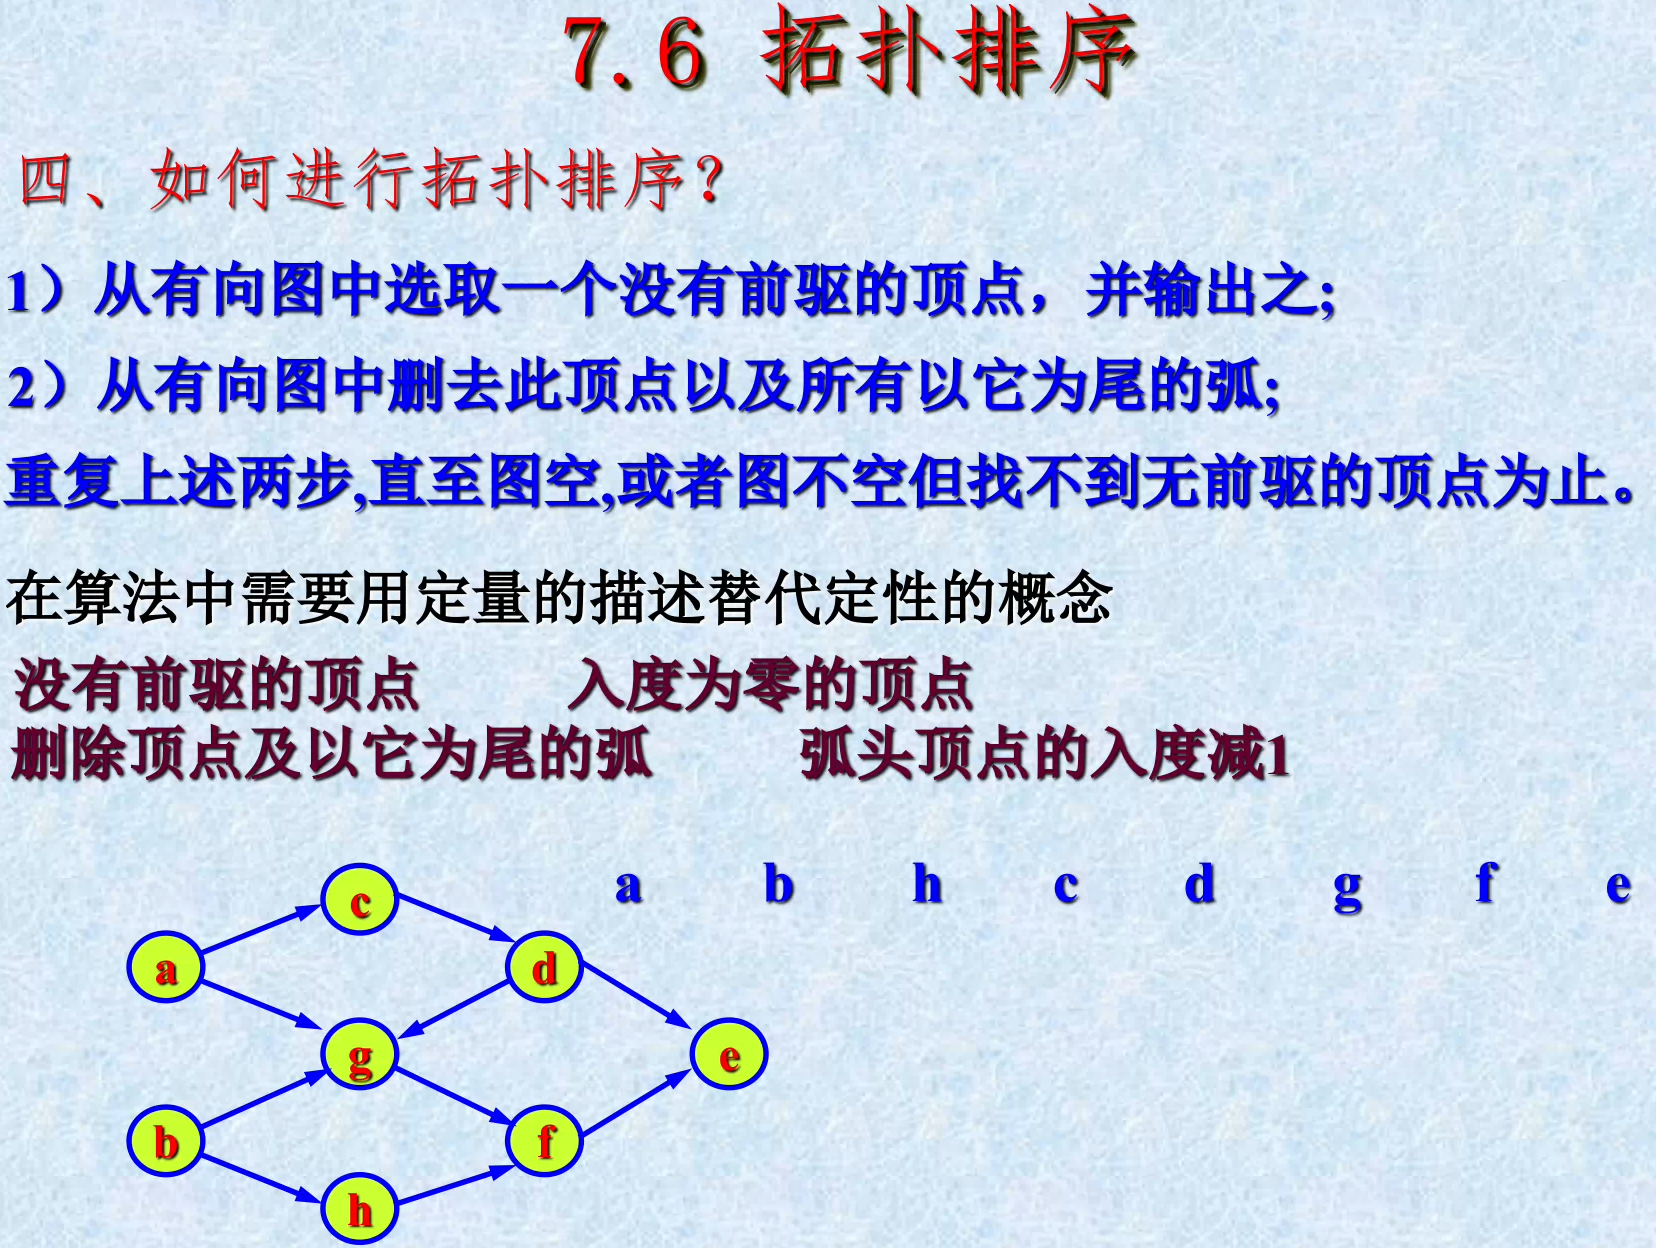 7.6 拓扑排序
四、如何进行拓扑排序？
1）从有向图中选取一个没有前驱的顶点，并输出之;
2）从有向图中删去此顶点以及所有以它为尾的弧;
重复上述两步,直至图空,或者图不空但找不到无前驱的顶点为止。
在算法中需要用定量的描述替代定性的概念
没有前驱的顶点 入度为零的顶点
删除顶点及以它为尾的弧 弧头顶点的入度减1
a b h c d g f e
c
a d
g e
b f
h